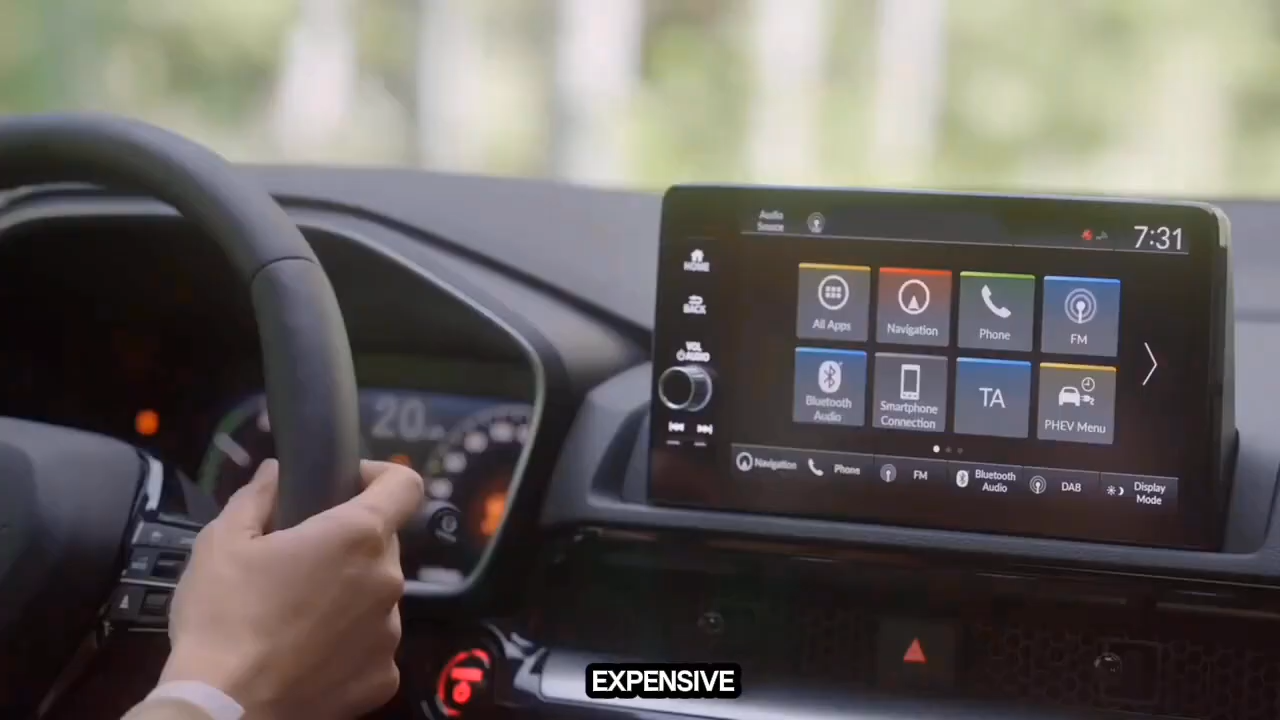 Audio
Source
7:31
HOME
BACK
VOL
AUDIO
All Apps
Navigation
Phone
FM
Bluetooth
Audio
Smartphone
Connection
TA
PHEV Menu
Navigation
Phone
FM
Bluetooth
Audio
DAB
Display
Mode
20
EXPENSIVE